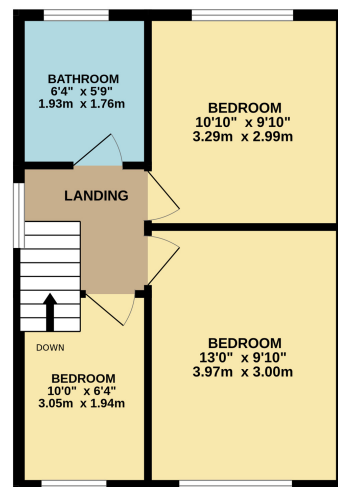 BATHROOM
6'4" x 5'9"
1.93m x 1.76m
BEDROOM
10'10" x 9'10"
3.29m x 2.99m
LANDING
DOWN
BEDROOM
10'0" x 6'4"
3.05m x 1.94m
BEDROOM
13'0" x 9'10"
3.97m x 3.00m